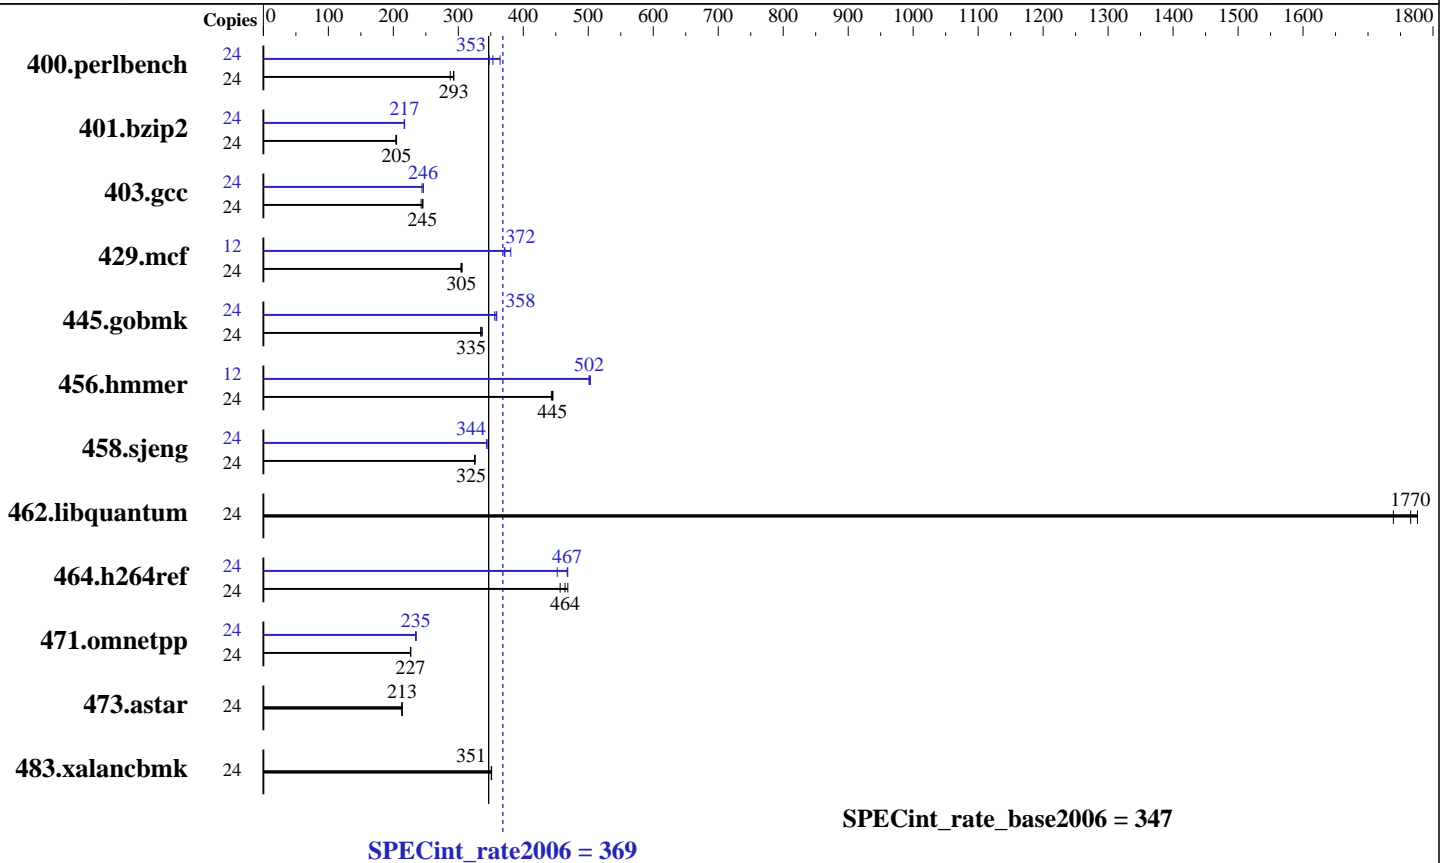 Copies 0 100 200 300 400 500 600 700 800 900 1000 1100 1200 1300 1400 1500 1600 1800
400.perlbench 24 353
24 293
401.bzip2 24 217
24 205
403.gcc 24 246
24 245
429.mcf 12 372
24 305
445.gobmk 24 358
24 335
456.hmmer 12 502
24 445
458.sjeng 24 344
24 325
462.libquantum 24 1770
464.h264ref 24 467
24 464
471.omnetpp 24 235
24 227
473.astar 24 213
483.xalancbmk 24 351
SPECint_rate_base2006 = 347
SPECint_rate2006 = 369